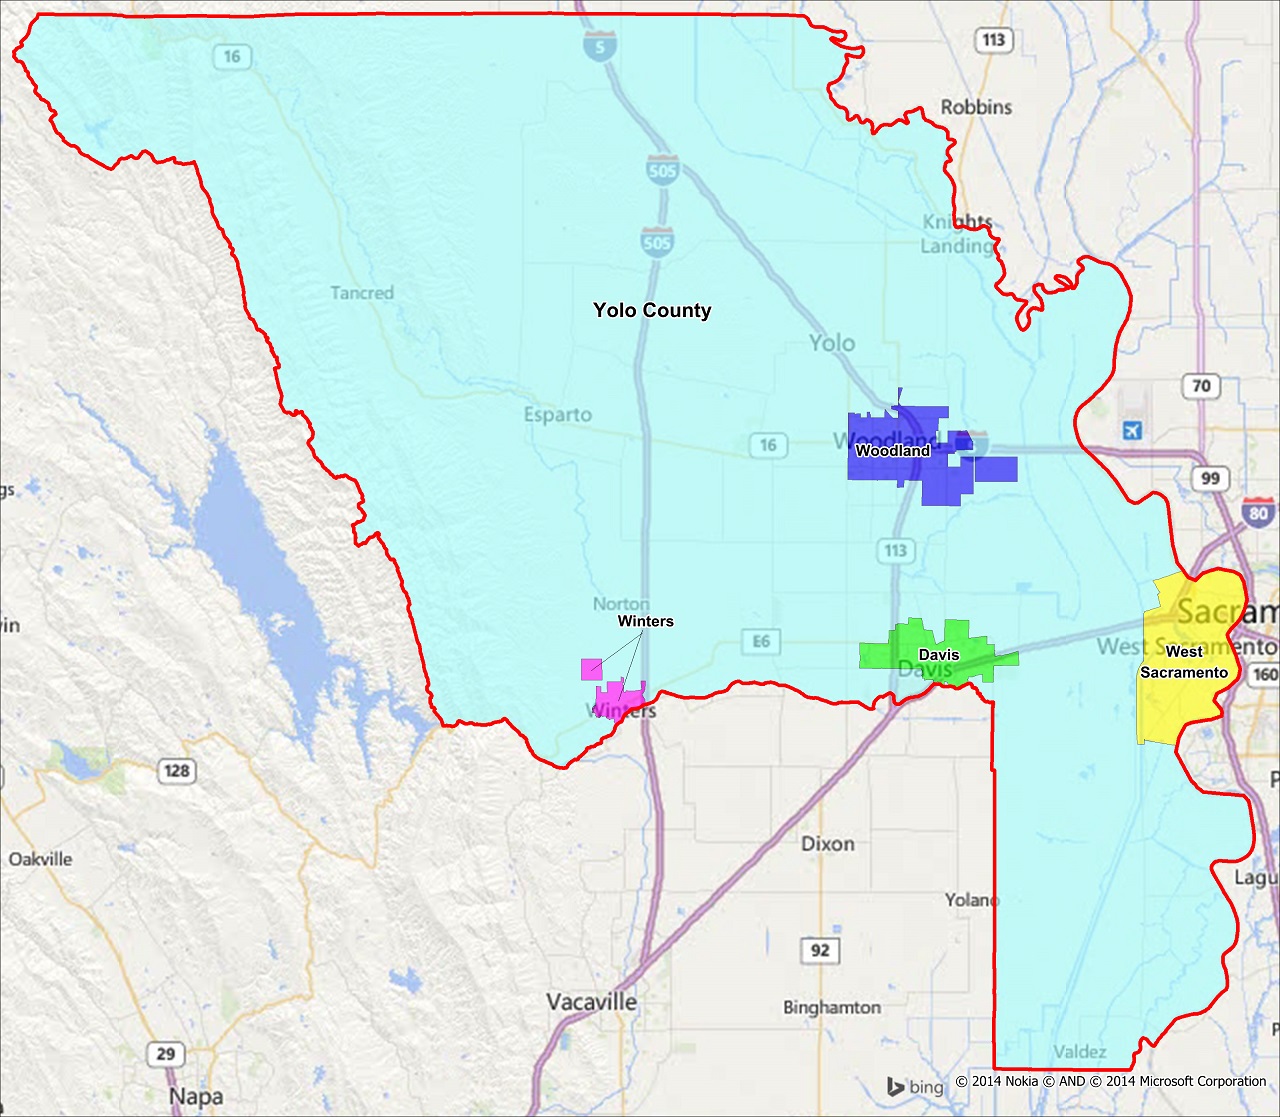 5
16
113
Robbins
505
Knights
Landing
505
Tancred
Yolo County
Yolo
70
Esparto
16
Woodland
Woodland
99
gs
80
113
Norton
Winters
E6
Davis
Davis
Sacram
West Sacramento
West
Sacramento
160
vin
Winters
128
Oakville
Dixon
Lagu
Yolano
92
Vacaville
Binghamton
29
Valdez
Napa
bing
© 2014 Nokia © AND © 2014 Microsoft Corporation